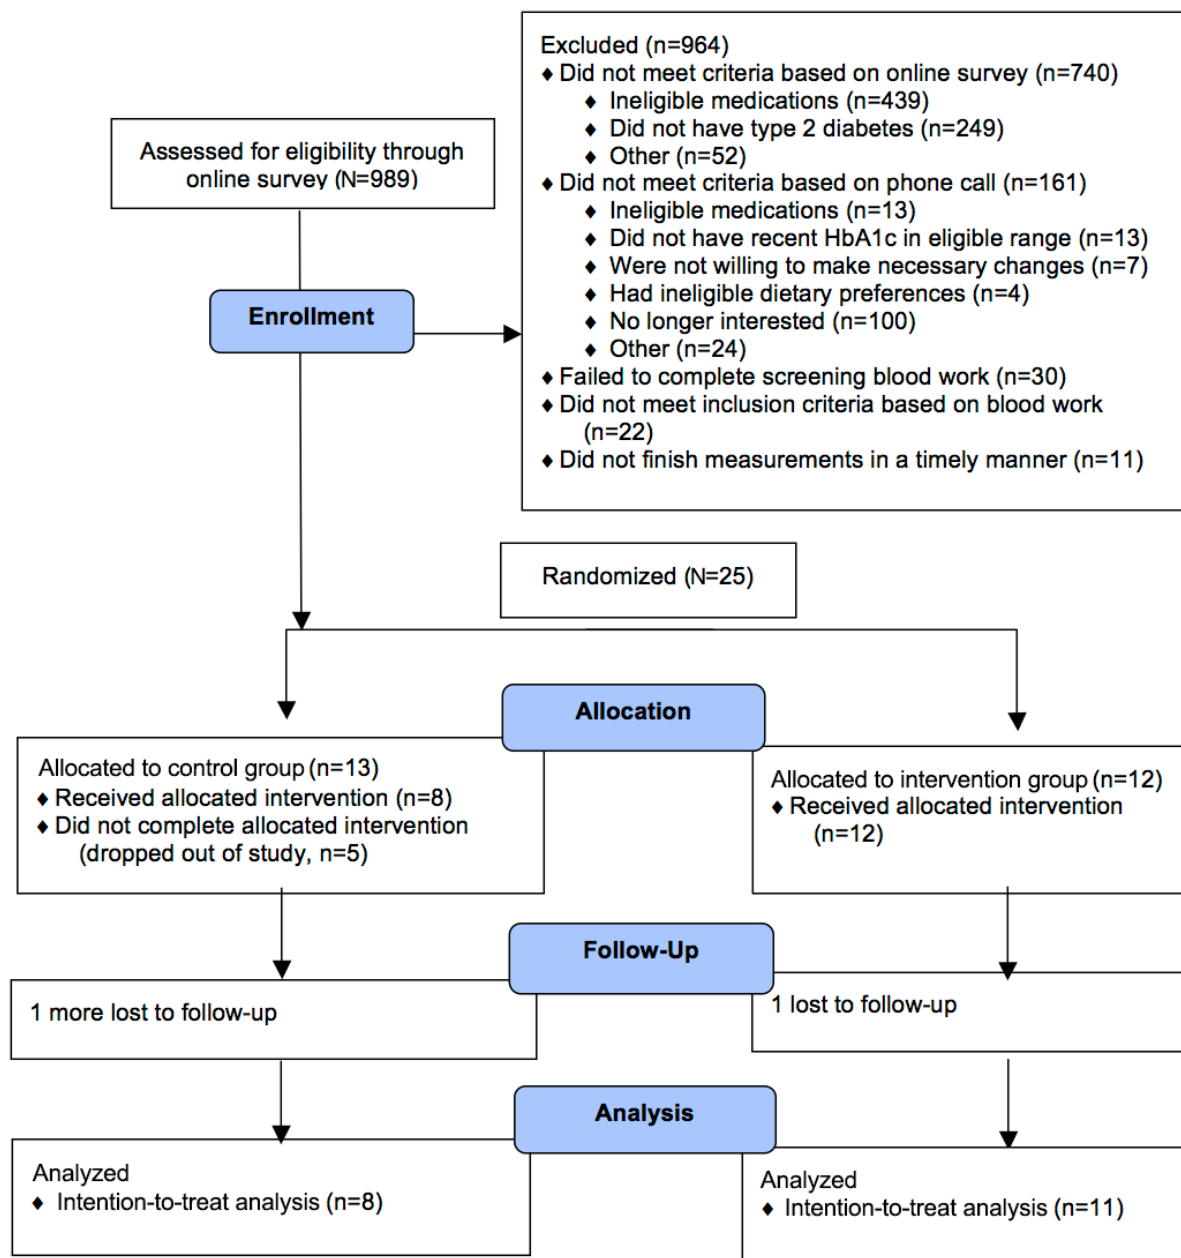 Assessed for eligibility through
online survey (N=989)
Excluded (n=964)
♦ Did not meet criteria based on online survey (n=740)
♦ Ineligible medications (n=439)
♦ Did not have type 2 diabetes (n=249)
♦ Other (n=52)
♦ Did not meet criteria based on phone call (n=161)
♦ Ineligible medications (n=13)
♦ Did not have recent HbA1c in eligible range (n=13)
♦ Were not willing to make necessary changes (n=7)
♦ Had ineligible dietary preferences (n=4)
♦ No longer interested (n=100)
♦ Other (n=24)
♦ Failed to complete screening blood work (n=30)
♦ Did not meet inclusion criteria based on blood work
(n=22)
♦ Did not finish measurements in a timely manner (n=11)
Enrollment
Randomized (N=25)
Allocation
Allocated to control group (n=13)
♦ Received allocated intervention (n=8)
♦ Did not complete allocated intervention
(dropped out of study, n=5)
Allocated to intervention group (n=12)
♦ Received allocated intervention
(n=12)
Follow-Up
1 more lost to follow-up
1 lost to follow-up
Analysis
Analyzed
♦ Intention-to-treat analysis (n=8)
Analyzed
♦ Intention-to-treat analysis (n=11)